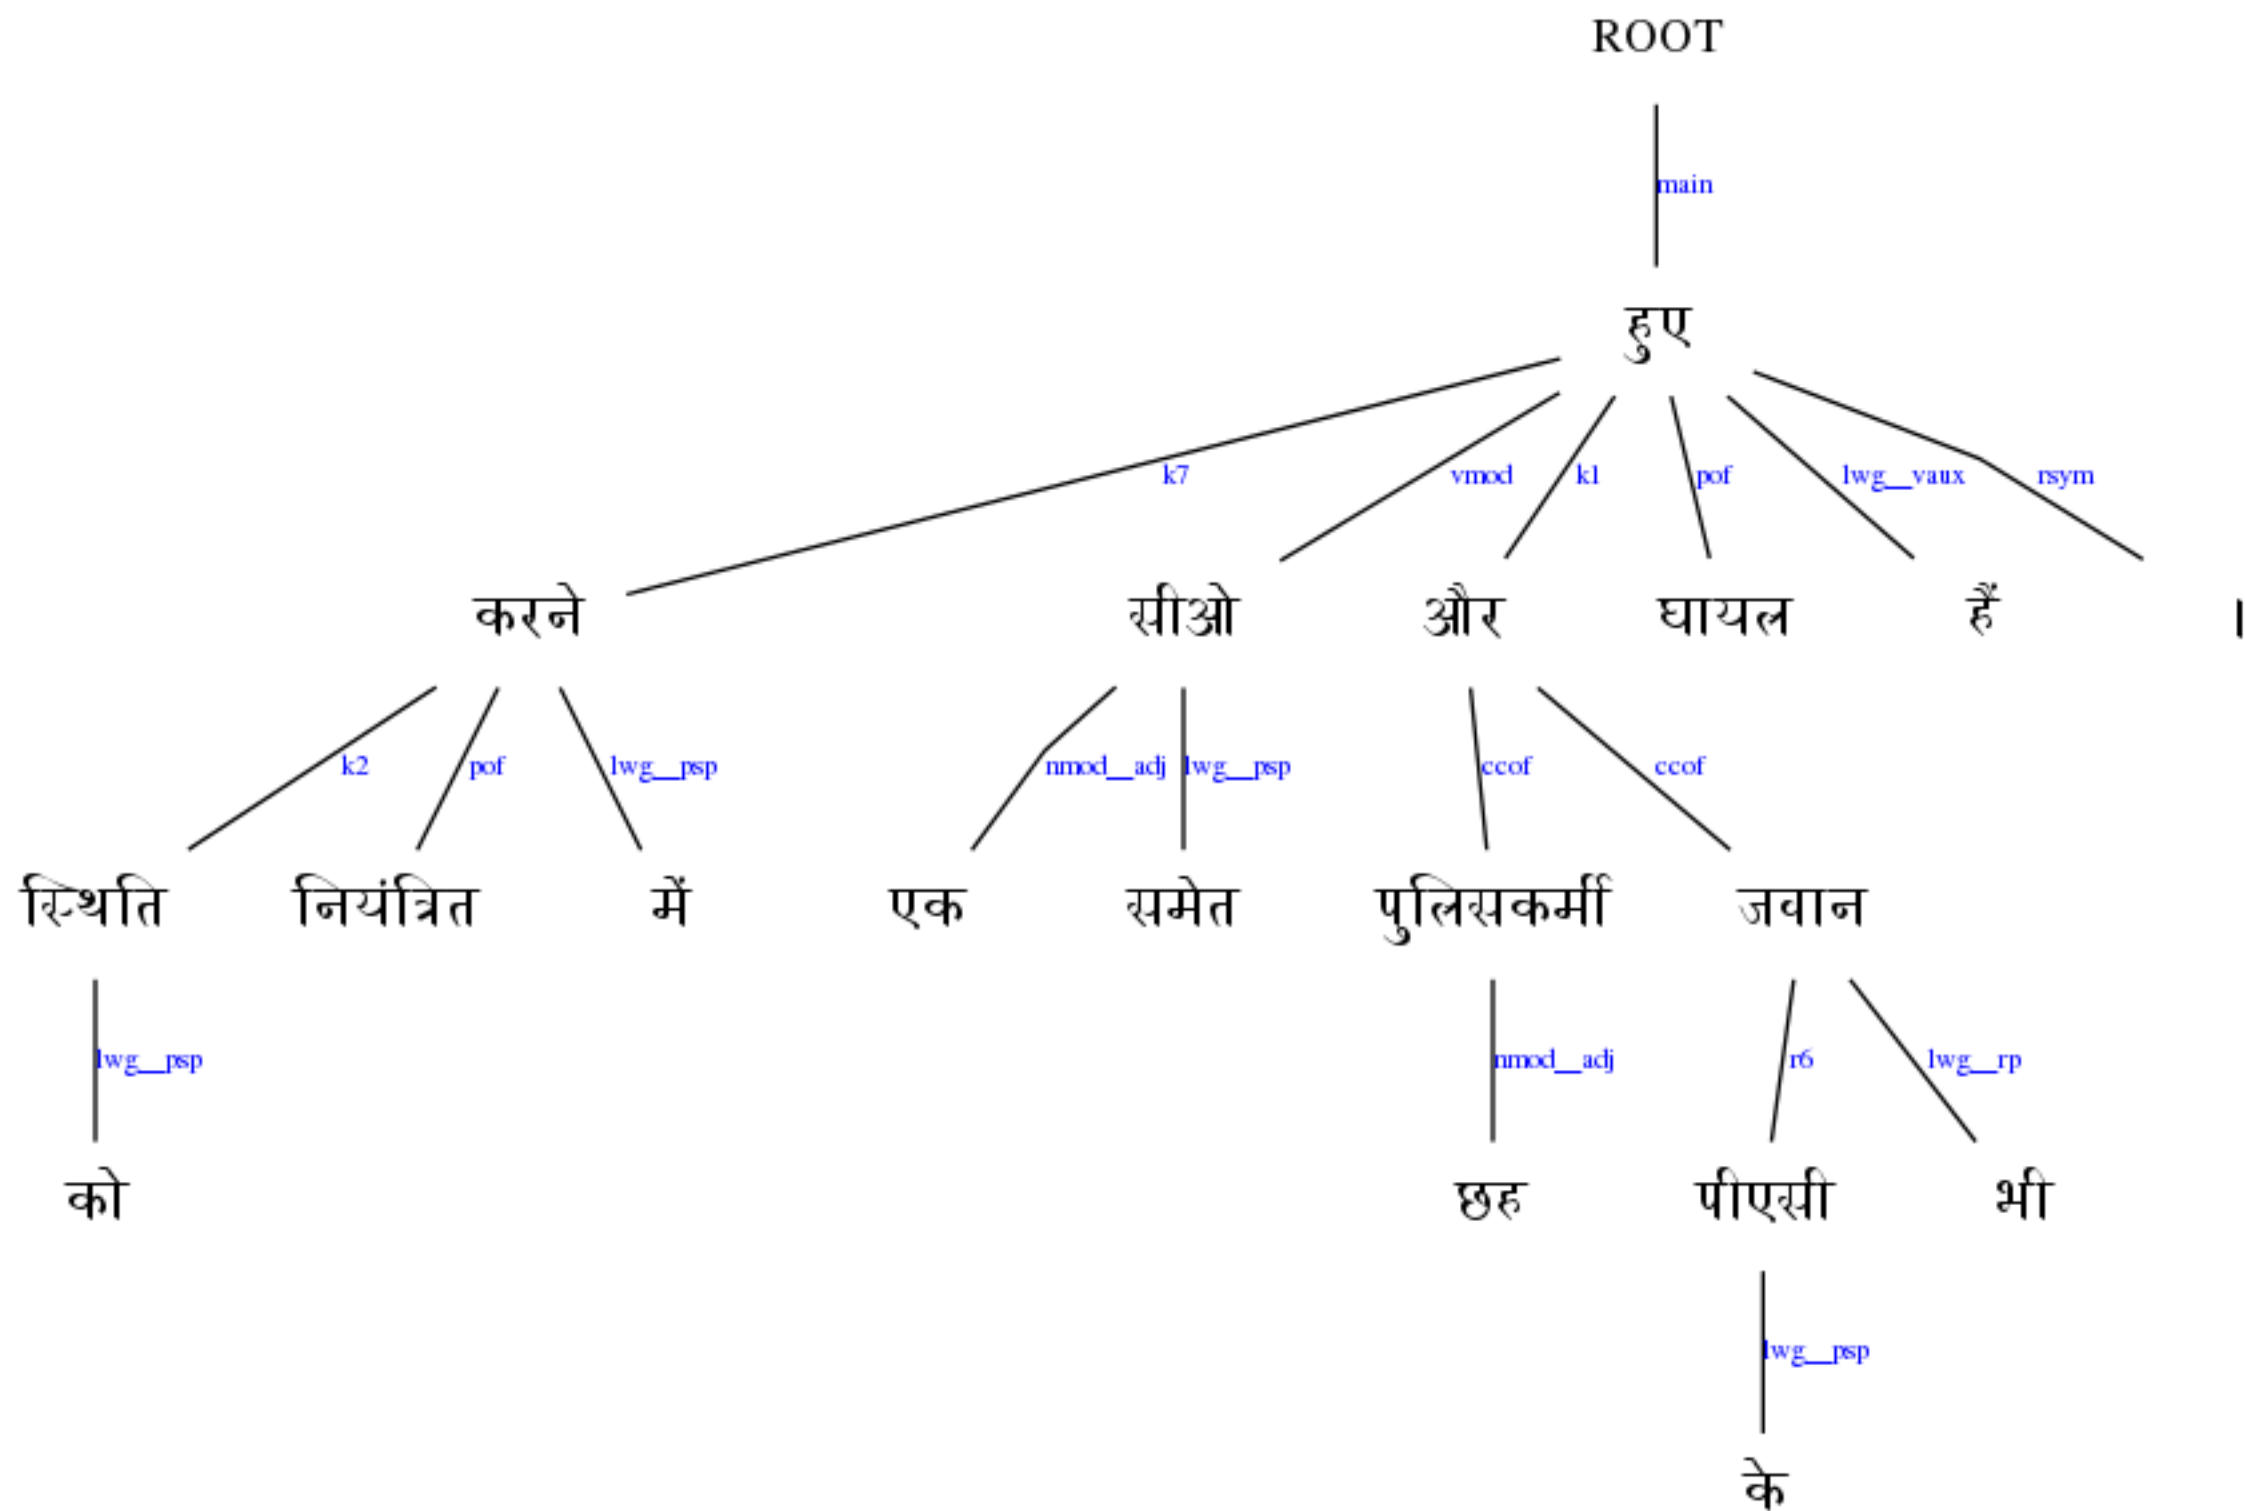 ROOT
main
हुए
k7 vmod k1 pof lwg__vaux rsym
करने सीओ और घायल हैं ।
k2 pof lwg__psp nmod__adj lwg__psp ccof ccof
स्थिति नियंत्रित में एक समेत पुलिसकर्मी जवान
lwg__psp nmod__adj r6 lwg__rp
को छह पीएसी भी
lwg__psp
के